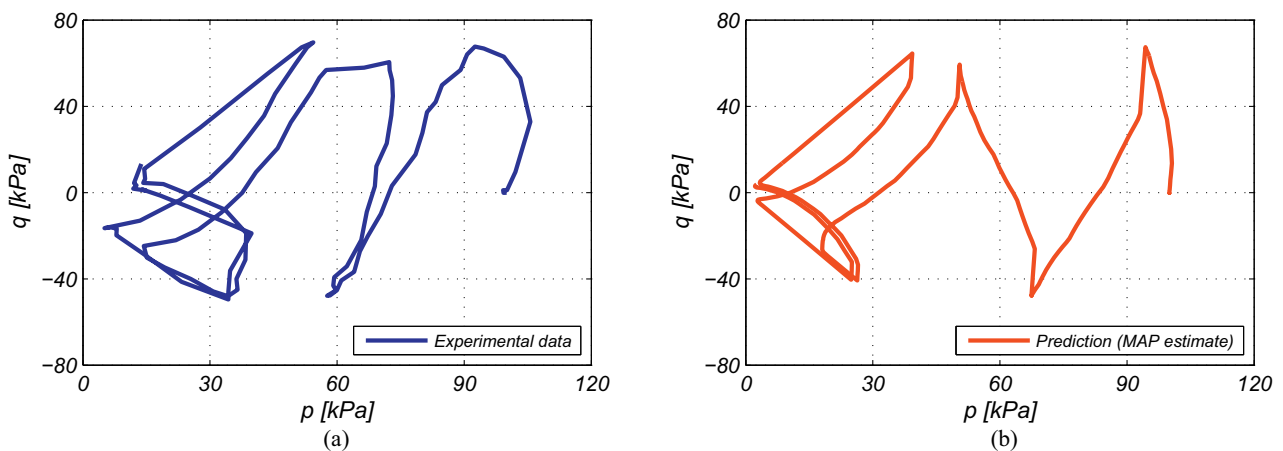 80
40
0
−40
−80
q [kPa]
0 30 60 90 120
p [kPa]
Experimental data
(a)
80
40
0
−40
−80
q [kPa]
0 30 60 90 120
p [kPa]
Prediction (MAP estimate)
(b)